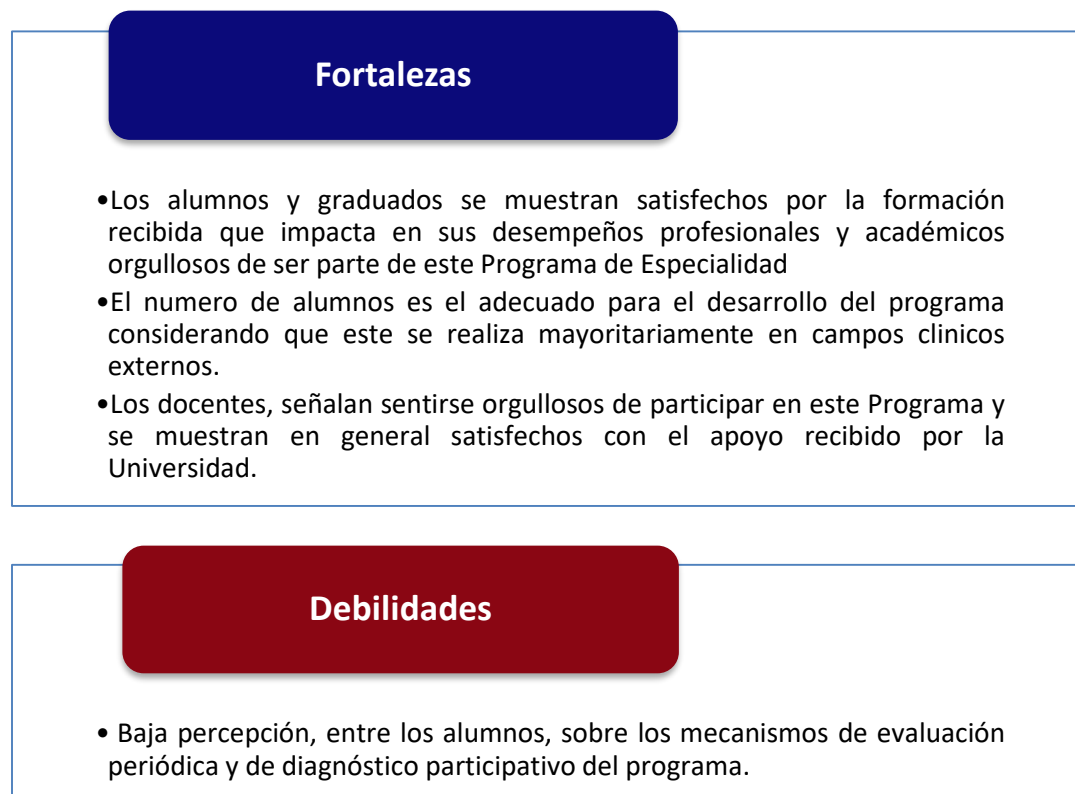 Fortalezas
•Los alumnos y graduados se muestran satisfechos por la formación
recibida que impacta en sus desempeños profesionales y académicos
orgullosos de ser parte de este Programa de Especialidad
•El numero de alumnos es el adecuado para el desarrollo del programa
considerando que este se realiza mayoritariamente en campos clinicos
externos.
•Los docentes, señalan sentirse orgullosos de participar en este Programa y
se muestran en general satisfechos con el apoyo recibido por la
Universidad.
Debilidades
• Baja percepción, entre los alumnos, sobre los mecanismos de evaluación
periódica y de diagnóstico participativo del programa.